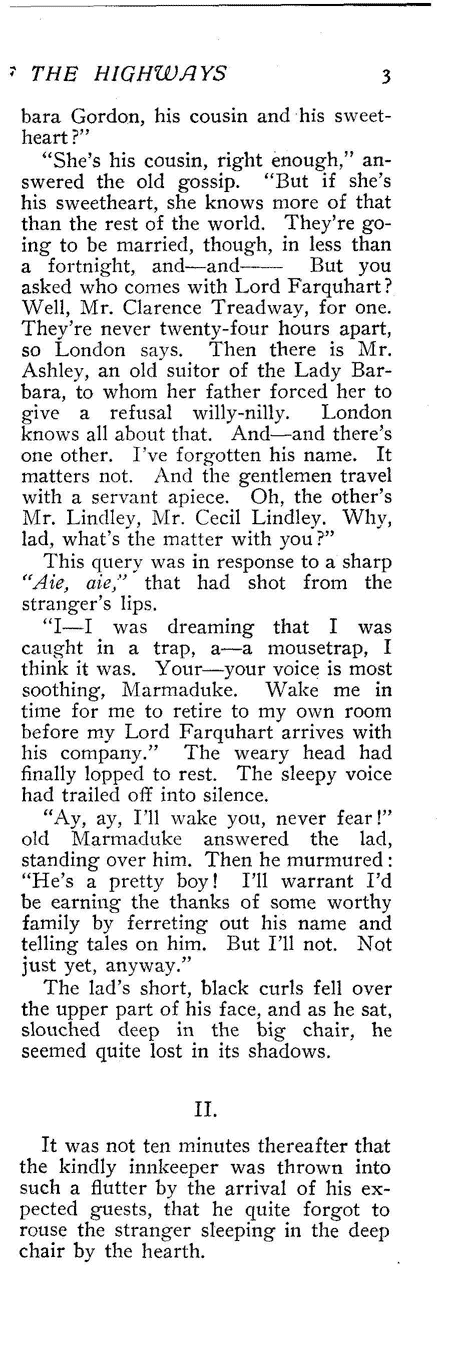 THE HIGHWAYS 3
bara Gordon, his cousin and his sweet-
heart?"
"She's his cousin, right enough," an-
swered the old gossip. "But if she's
his sweetheart, she knows more of that
than the rest of the world. They're go-
ing to be married, though, in less than
a fortnight, and—and—— But you
asked who comes with Lord Farquhart?
Well, Mr. Clarence Treadway, for one.
They're never twenty-four hours apart,
so London says. Then there is Mr.
Ashley, an old suitor of the Lady Bar-
bara, to whom her father forced her to
give a refusal willy-nilly. London
knows all about that. And—and there's
one other. I've forgotten his name. It
matters not. And the gentlemen travel
with a servant apiece. Oh, the other's
Mr. Lindley, Mr. Cecil Lindley. Why,
lad, what's the matter with you?"
This query was in response to a sharp
"Aie, aie," that had shot from the
stranger's lips.
"I—I was dreaming that I was
caught in a trap, a—a mousetrap, I
think it was. Your—your voice is most
soothing, Marmaduke. Wake me in
time for me to retire to my own room
before my Lord Farquhart arrives with
his company." The weary head had
finally lopped to rest. The sleepy voice
had trailed off into silence.
"Ay, ay, I'll wake you, never fear!"
old Marmaduke answered the lad,
standing over him. Then he murmured:
"He's a pretty boy! I'll warrant I'd
be earning the thanks of some worthy
family by ferreting out his name and
telling tales on him. But I'll not. Not
just yet, anyway."
The lad's short, black curls fell over
the upper part of his face, and as he sat,
slouched deep in the big chair, he
seemed quite lost in its shadows.
II.
It was not ten minutes thereafter that
the kindly innkeeper was thrown into
such a flutter by the arrival of his ex-
pected guests, that he quite forgot to
rouse the stranger sleeping in the deep
chair by the hearth.